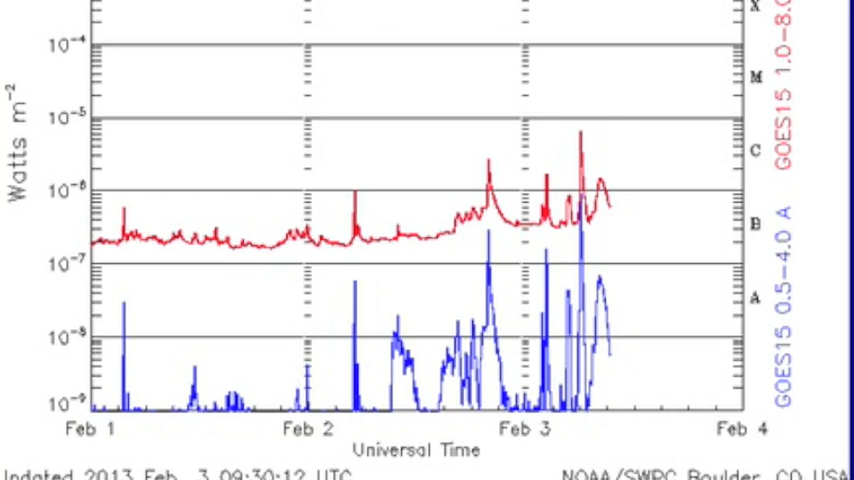 X
10⁻⁴
M
10⁻⁵
C
10⁻⁶
B
10⁻⁷
A
10⁻⁸
10⁻⁹
Watts m⁻²
GOES15 1.0-8.0
GOES15 0.5-4.0 A
Feb 1 Feb 2 Feb 3 Feb 4
Universal Time
Updated 2013 Feb 3 09:30:12 UTC NOAA/SWPC Boulder, CO USA